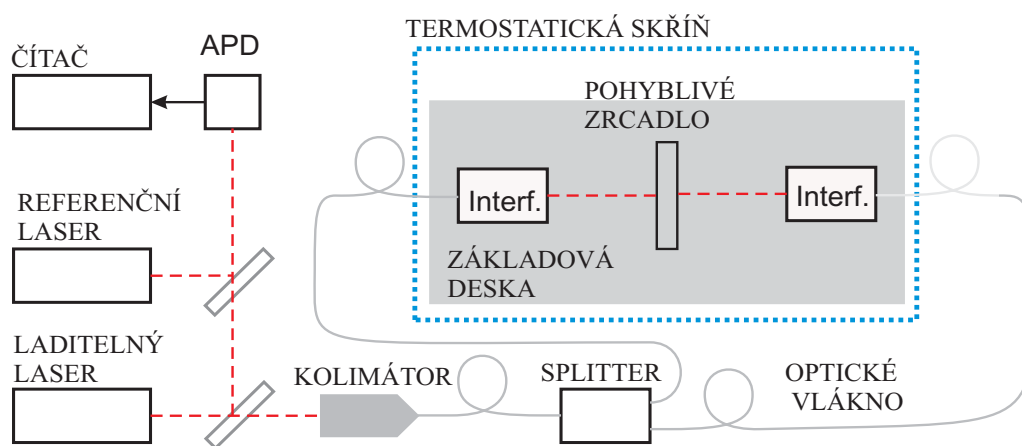 TERMOSTATICKÁ SKŘÍŇ
APD
ČÍTAČ
POHYBLIVÉ
ZRCADLO
Interf.
Interf.
REFERENČNÍ
LASER
ZÁKLADOVÁ
DESKA
LADITELNÝ
LASER
KOLIMÁTOR
SPLITTER
OPTICKÉ
VLÁKNO